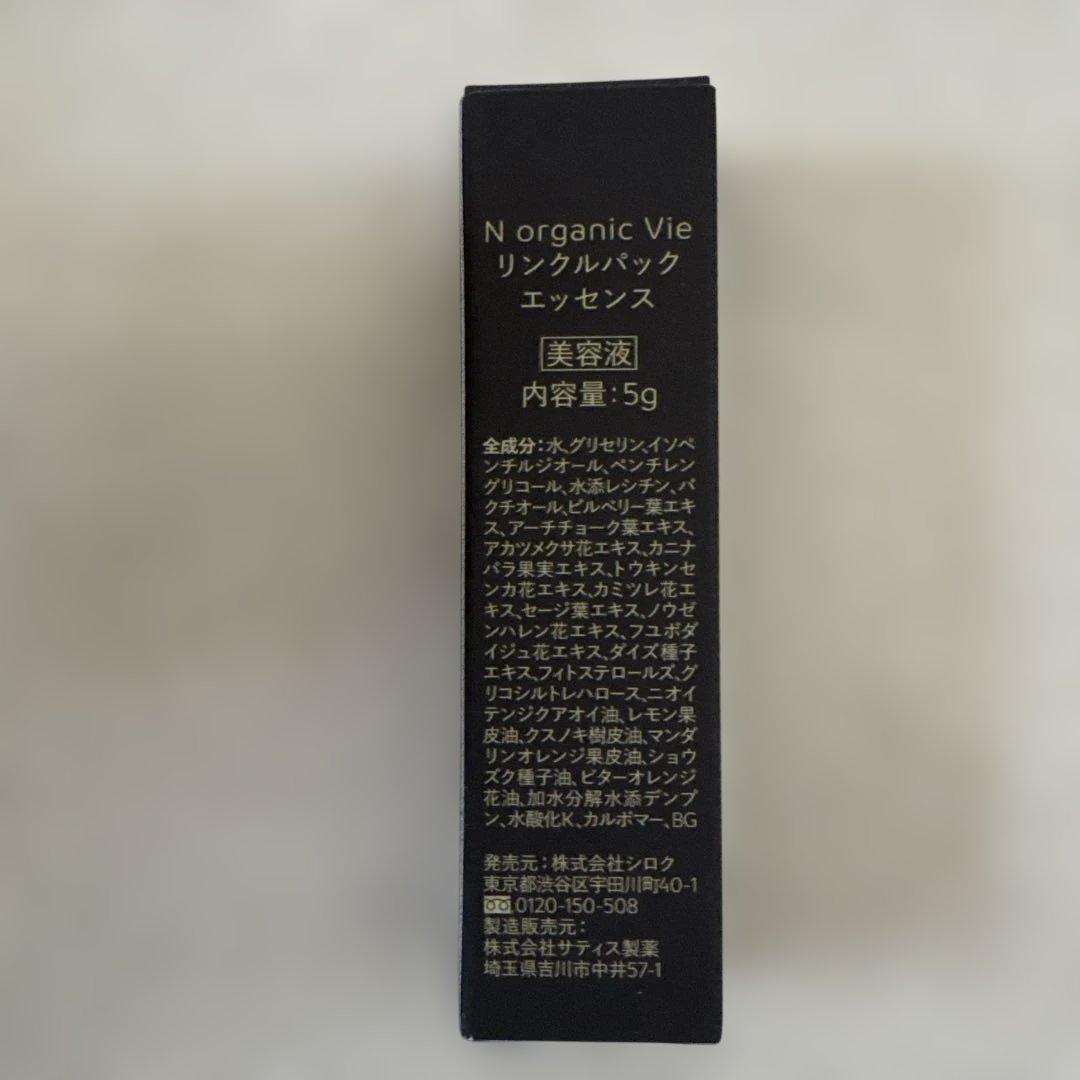 N organic Vie
リンクルパック
エッセンス
美容液
内容量：5g
全成分：水、グリセリン、イソペ
ンチルジオール、ペンチレン
グリコール、水添レシチン、バ
クチオール、ビルベリー葉エキ
ス、アーチチョーク葉エキス、
アカツメクサ花エキス、カニナ
バラ果実エキス、トウキンセ
ンカ花エキス、カミツレ花エ
キス、セージ葉エキス、ノウゼ
ンハレン花エキス、フユボダ
イジュ花エキス、ダイズ種子
エキス、フィトステロールズ、グ
リコシルトレハロース、ニオイ
テンジクアオイ油、レモン果
皮油、クスノキ樹皮油、マンダ
リンオレンジ果皮油、ショウ
ズク種子油、ビターオレンジ
花油、加水分解水添デンプ
ン、水酸化K、カルボマー、BG
発売元：株式会社シロク
東京都渋谷区宇田川町40-1
0120-150-508
製造販売元：
株式会社サティス製薬
埼玉県吉川市中井57-1